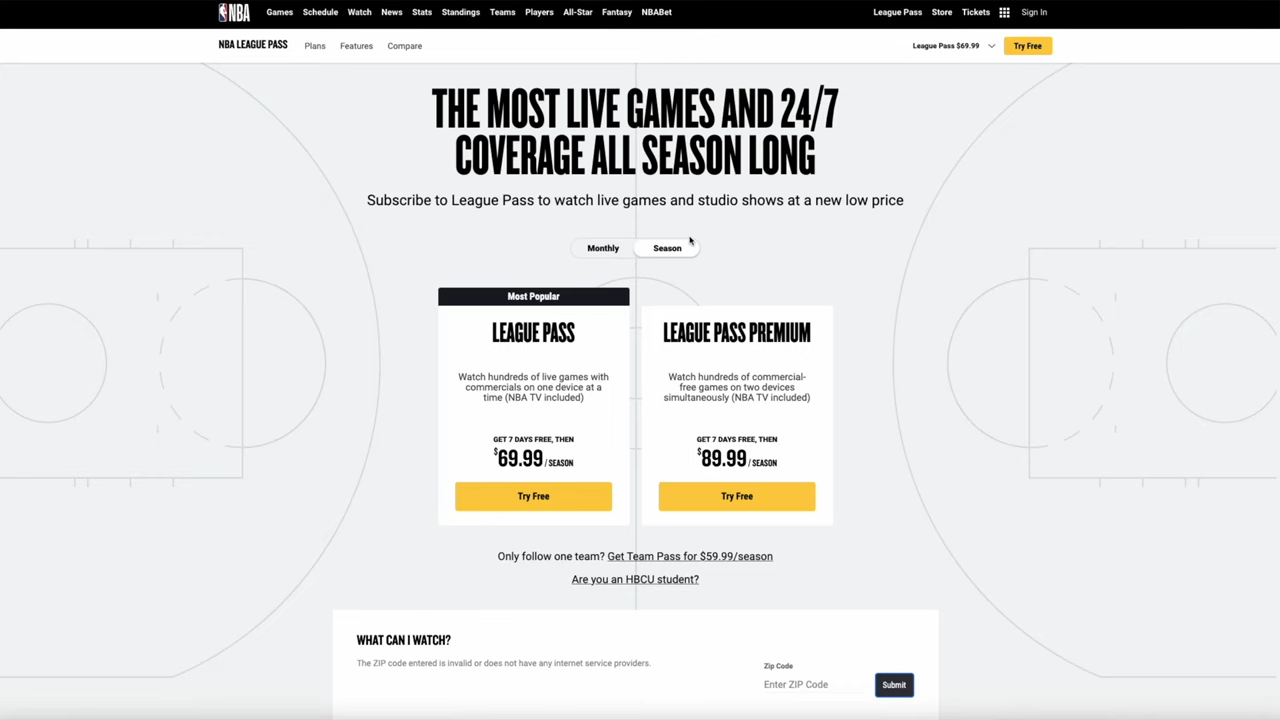 NBA
Games Schedule Watch News Stats Standings Teams Players All-Star Fantasy NBABet League Pass Store Tickets Sign In
NBA LEAGUE PASS Plans Features Compare League Pass $69.99 Try Free
THE MOST LIVE GAMES AND 24/7
COVERAGE ALL SEASON LONG
Subscribe to League Pass to watch live games and studio shows at a new low price
Monthly Season
Most Popular
LEAGUE PASS
Watch hundreds of live games with
commercials on one device at a
time (NBA TV included)
GET 7 DAYS FREE, THEN
$69.99 / SEASON
Try Free
LEAGUE PASS PREMIUM
Watch hundreds of commercial-
free games on two devices
simultaneously (NBA TV included)
GET 7 DAYS FREE, THEN
$89.99 / SEASON
Try Free
Only follow one team? Get Team Pass for $59.99/season
Are you an HBCU student?
WHAT CAN I WATCH?
The ZIP code entered is invalid or does not have any internet service providers.
Zip Code
Enter ZIP Code
Submit